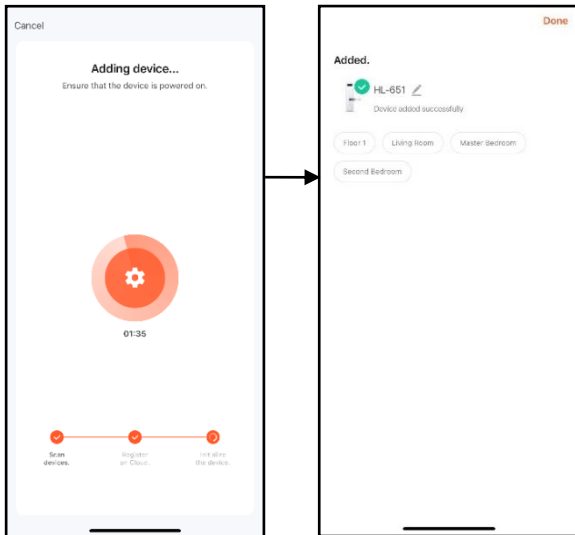 Cancel
Adding device...
Ensure that the device is powered on.
01:35
Scan
devices.
Register
on Cloud.
Initialize
the device.
Done
Added.
HL-651
Device added successfully
Floor 1
Living Room
Master Bedroom
Second Bedroom